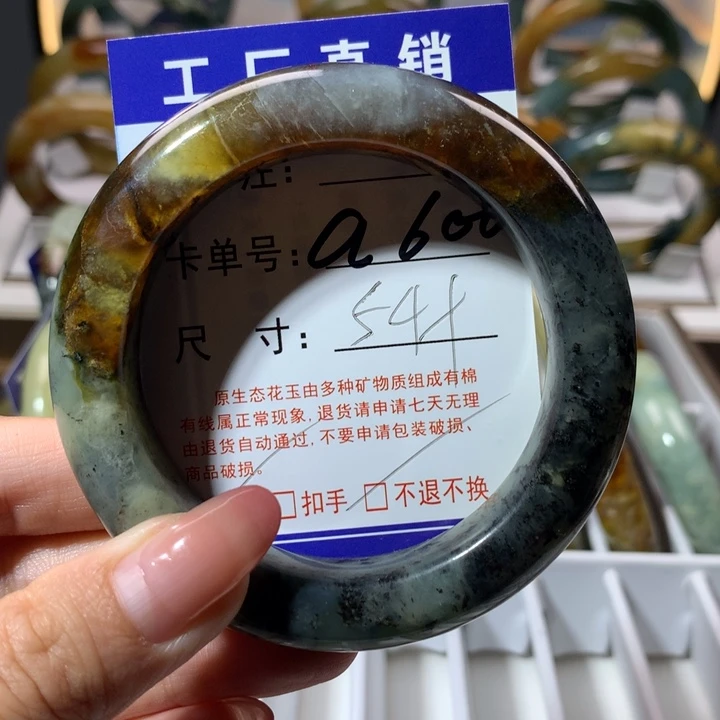 工厂直销
注:
卡单号: a600
尺 寸: 54
原生态花玉由多种矿物质组成有棉
有线属正常现象,退货请申请七天无理
由退货自动通过,不要申请包装破损、
商品破损。
□扣手 □不退不换